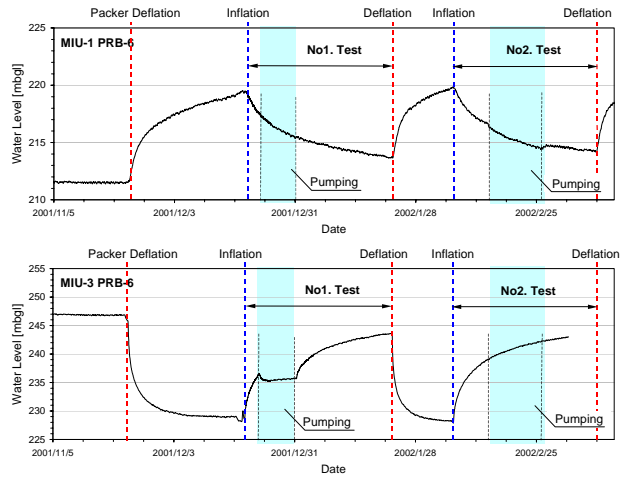 Packer Deflation Inflation Deflation Inflation Deflation
225
MIU-1 PRB-6
No1. Test No2. Test
220
Water Level [mbgl]
215
Pumping Pumping
210
2001/11/5 2001/12/3 2001/12/31 2002/1/28 2002/2/25
Date
Packer Deflation Inflation Deflation Inflation Deflation
255
MIU-3 PRB-6
No1. Test No2. Test
250
245
240
Water Level [mbgl]
235
230
Pumping Pumping
225
2001/11/5 2001/12/3 2001/12/31 2002/1/28 2002/2/25
Date